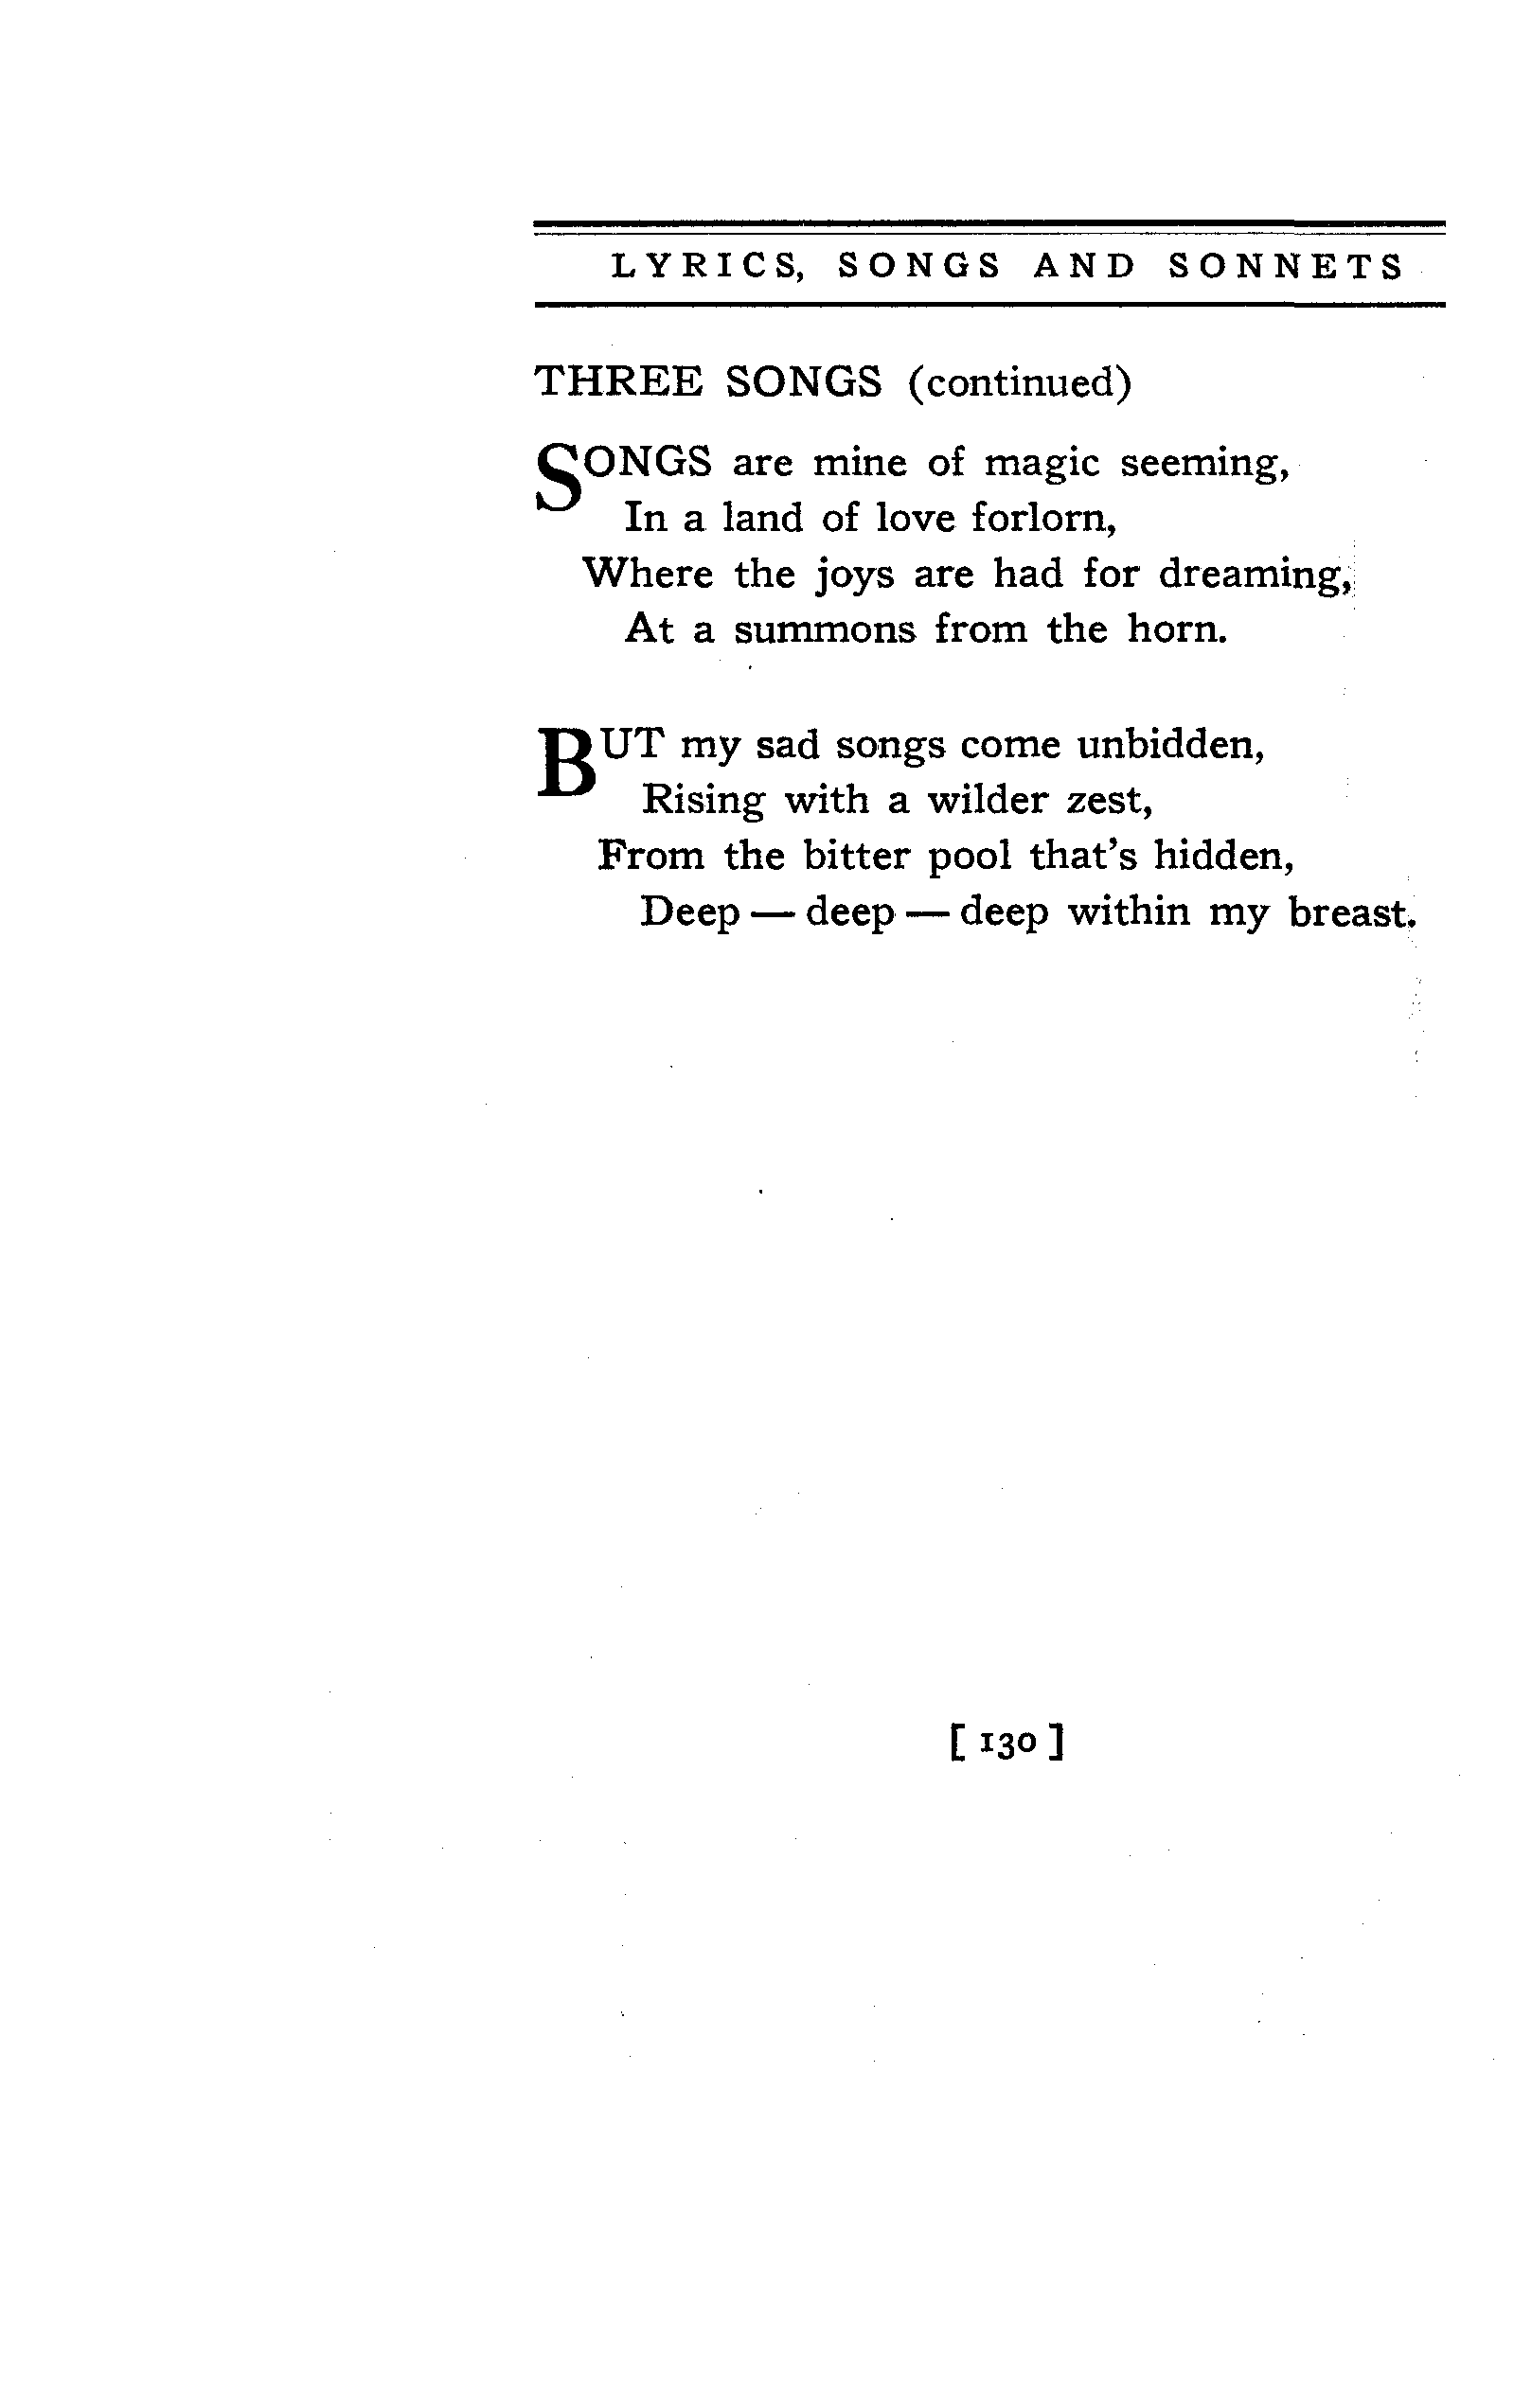 LYRICS, SONGS AND SONNETS
THREE SONGS (continued)
SONGS are mine of magic seeming,
In a land of love forlorn,
Where the joys are had for dreaming,
At a summons from the horn.
BUT my sad songs come unbidden,
Rising with a wilder zest,
From the bitter pool that's hidden,
Deep — deep — deep within my breast.
[ 130 ]